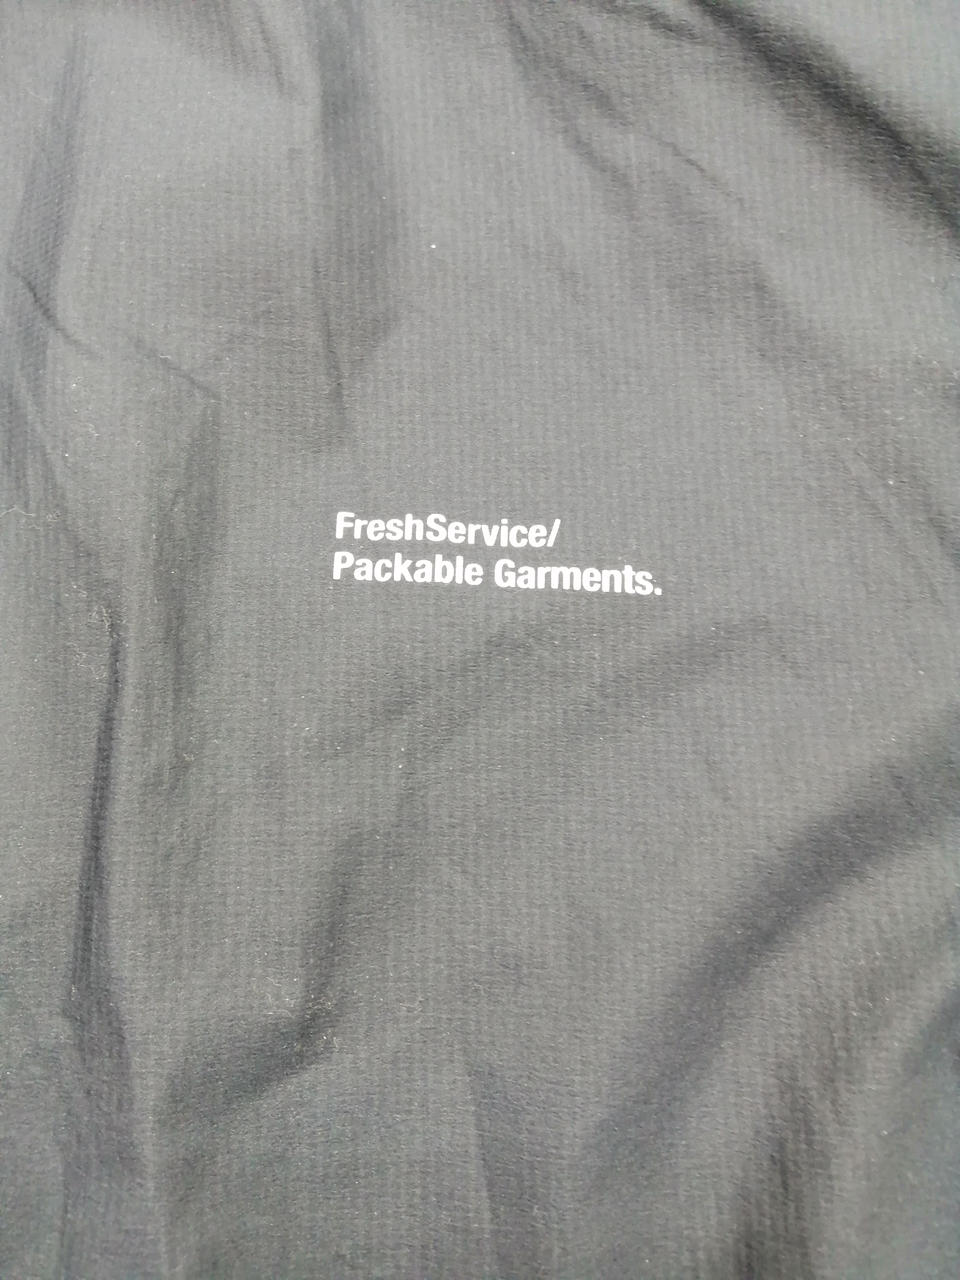 FreshService/
Packable Garments.